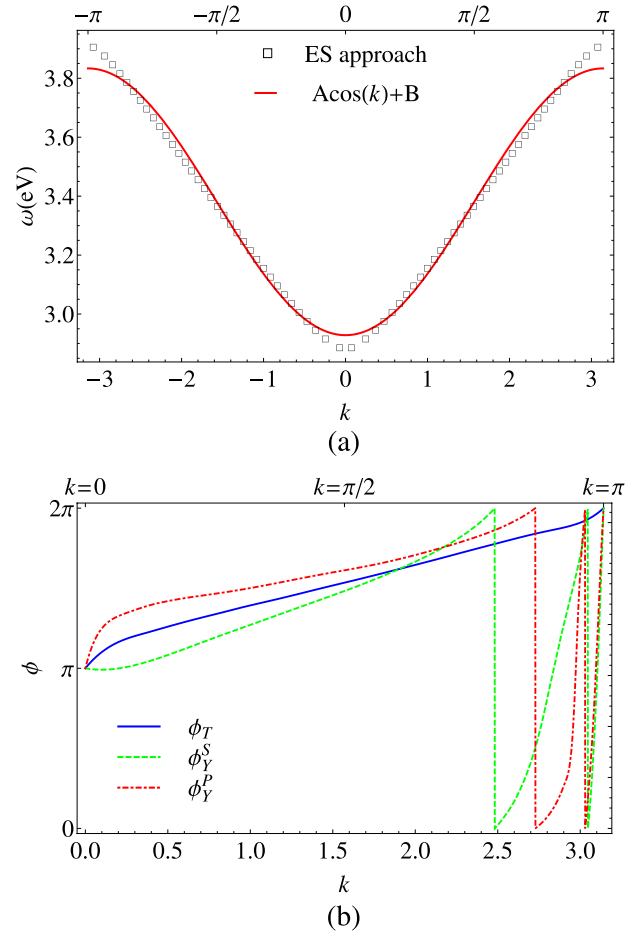 −π −π/2 0 π/2 π
ES approach
Acos(k)+B
ω(eV)
3.8
3.6
3.4
3.2
3.0
−3 −2 −1 0 1 2 3
k
(a)
k=0 k=π/2 k=π
2π
π
0
ϕ
ϕ_T
ϕ_Y^S
ϕ_Y^P
0.0 0.5 1.0 1.5 2.0 2.5 3.0
k
(b)